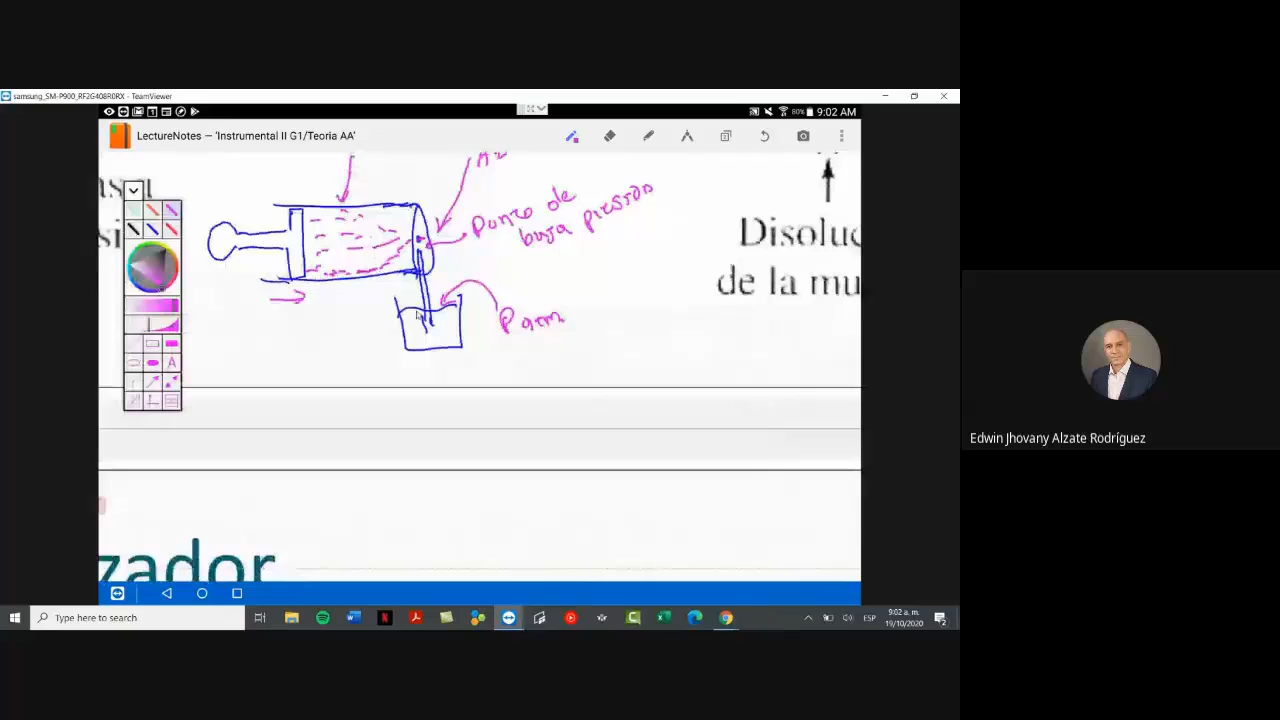 samsung_SM-P900_RF2G408R0RX - TeamViewer
80% 9:02 AM
LectureNotes — 'Instrumental II G1/Teoria AA'
Punto de
baja presión
Patm
Disoluc
de la mu
zador
Edwin Jhovany Alzate Rodríguez
Type here to search
ESP
9:02 a. m.
19/10/2020